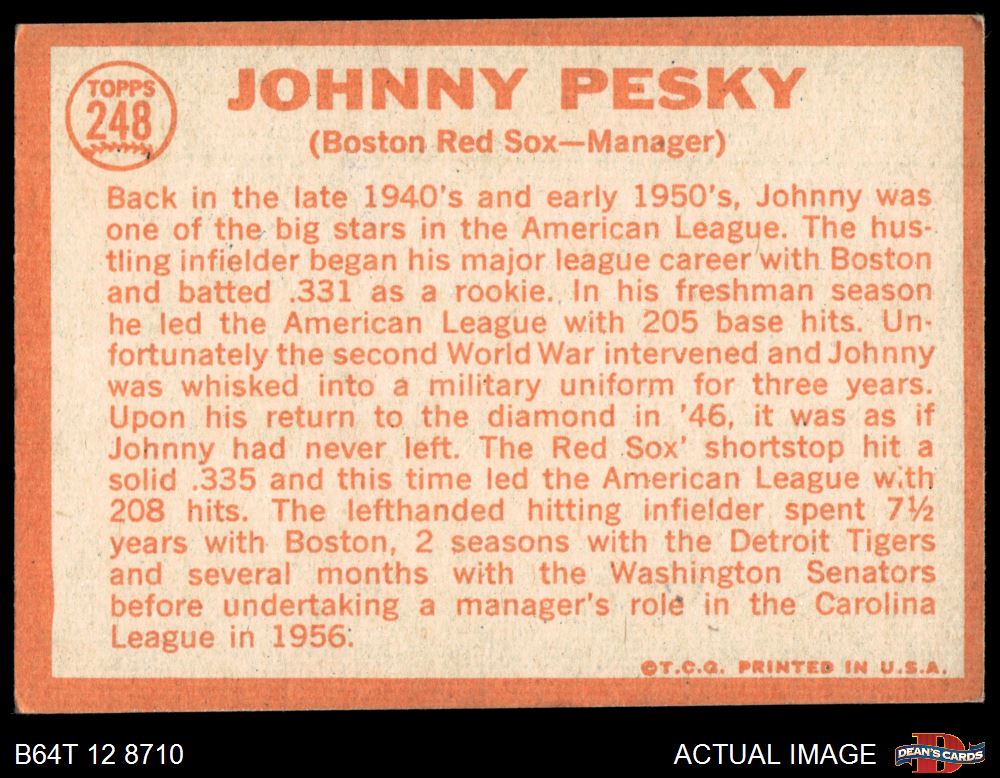 TOPPS
248
JOHNNY PESKY
(Boston Red Sox—Manager)
Back in the late 1940's and early 1950's, Johnny was
one of the big stars in the American League. The hus-
tling infielder began his major league career with Boston
and batted .331 as a rookie. In his freshman season
he led the American League with 205 base hits. Un-
fortunately the second World War intervened and Johnny
was whisked into a military uniform for three years.
Upon his return to the diamond in '46, it was as if
Johnny had never left. The Red Sox' shortstop hit a
solid .335 and this time led the American League with
208 hits. The lefthanded hitting infielder spent 7½
years with Boston, 2 seasons with the Detroit Tigers
and several months with the Washington Senators
before undertaking a manager's role in the Carolina
League in 1956.
©T.C.G. PRINTED IN U.S.A.
B64T 12 8710
ACTUAL IMAGE
DEAN'S CARDS